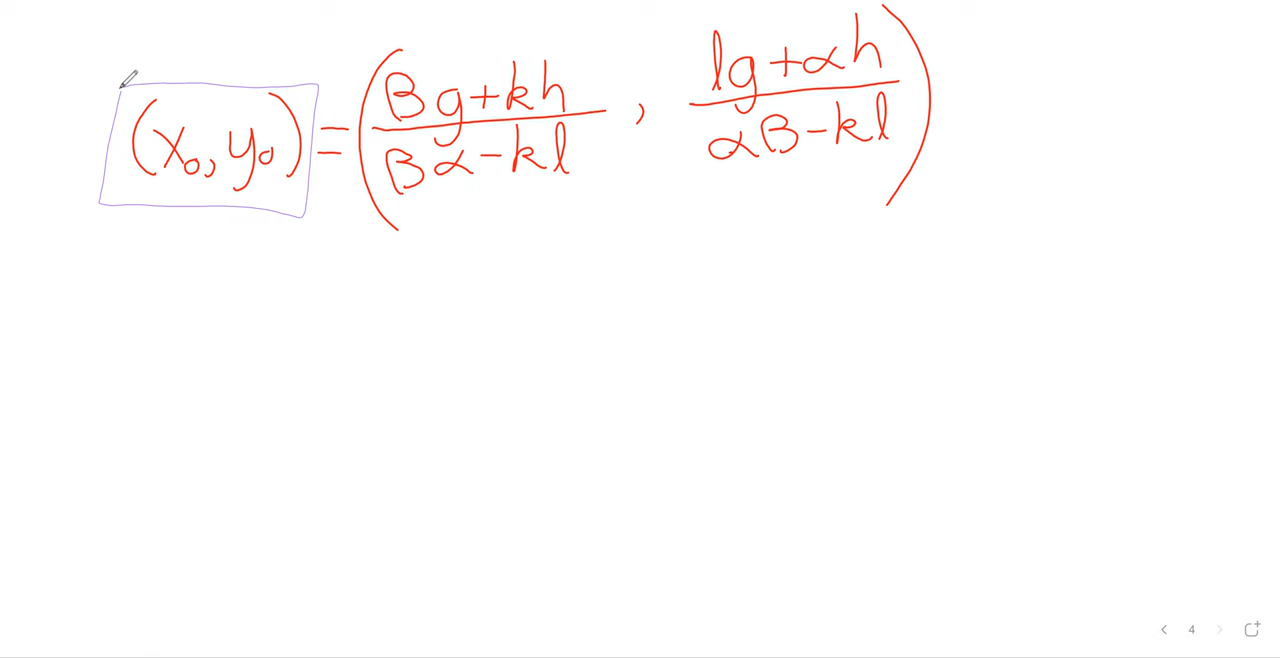 (x₀, y₀) = ( (βg + kh)/(βα − kl) , (lg + αh)/(αβ − kl) )
4